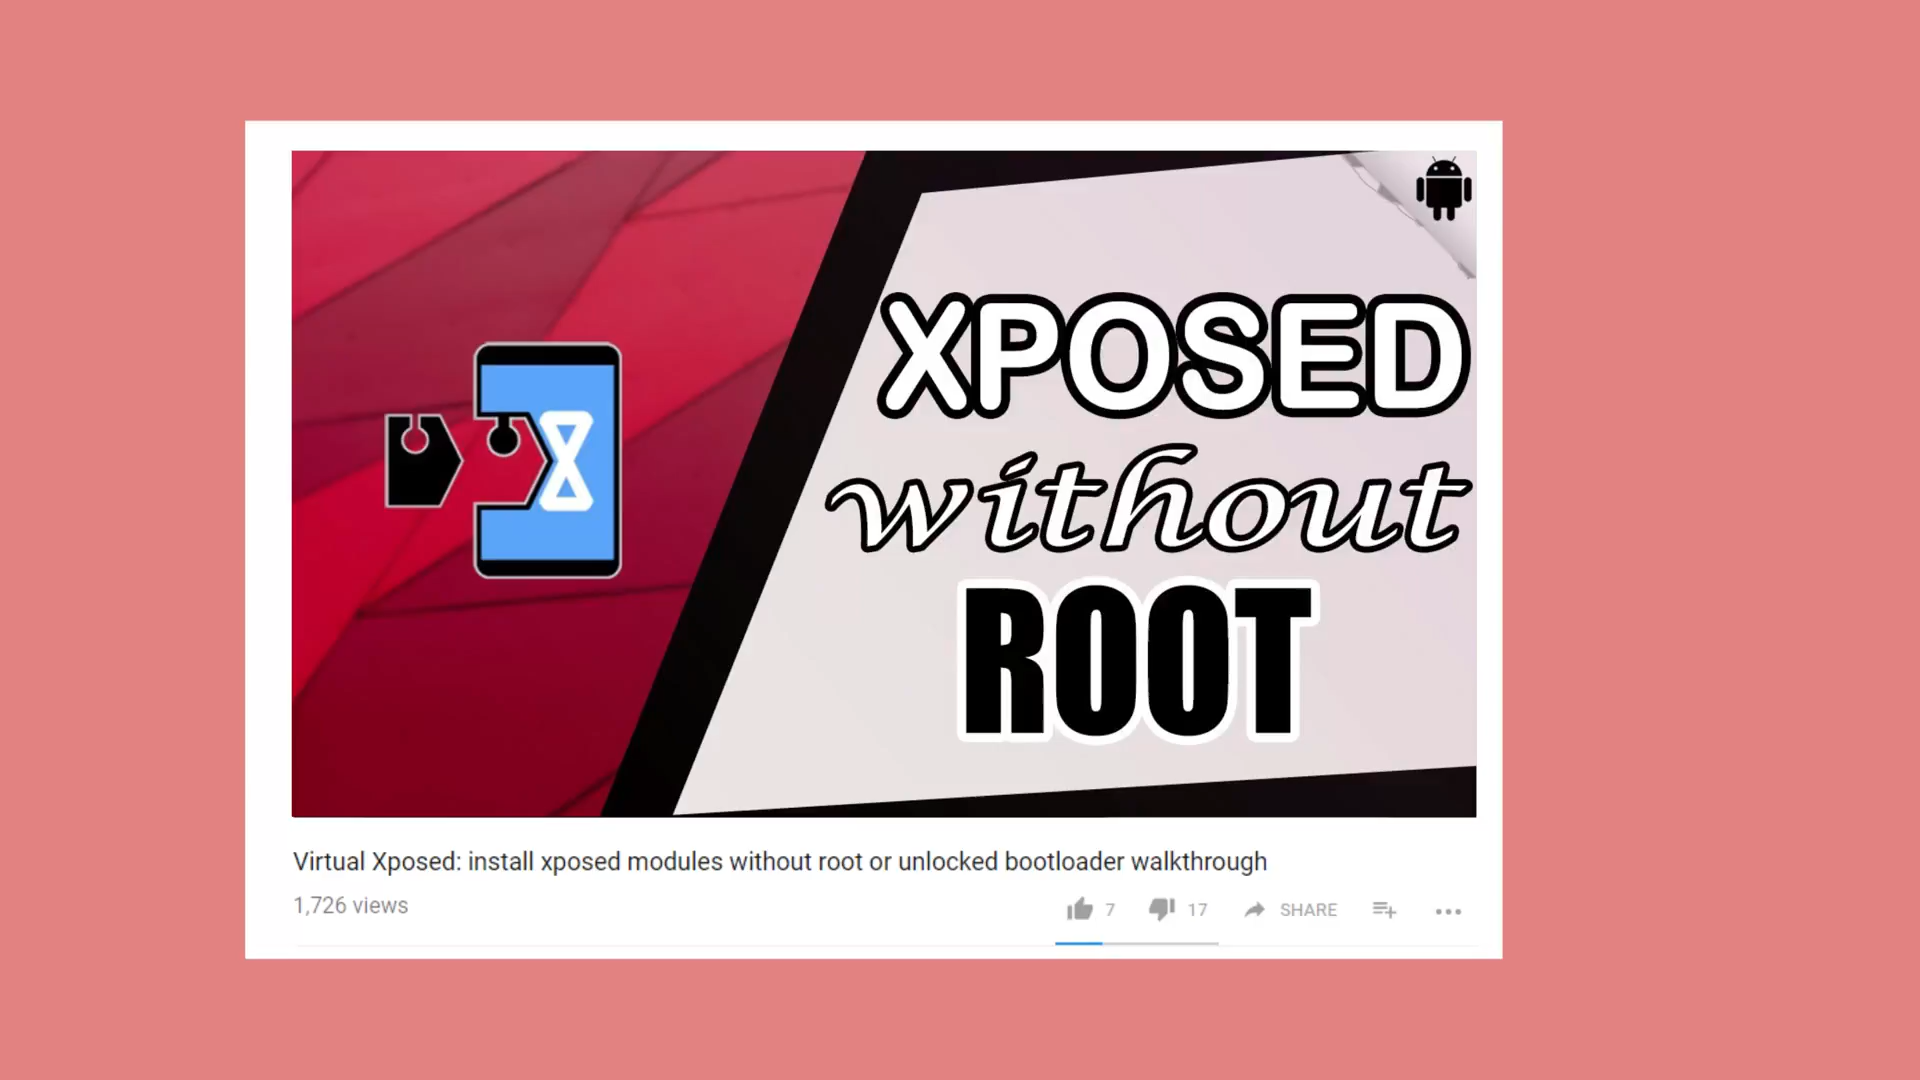 XPOSED
without
ROOT
Virtual Xposed: install xposed modules without root or unlocked bootloader walkthrough
1,726 views
7 17 SHARE